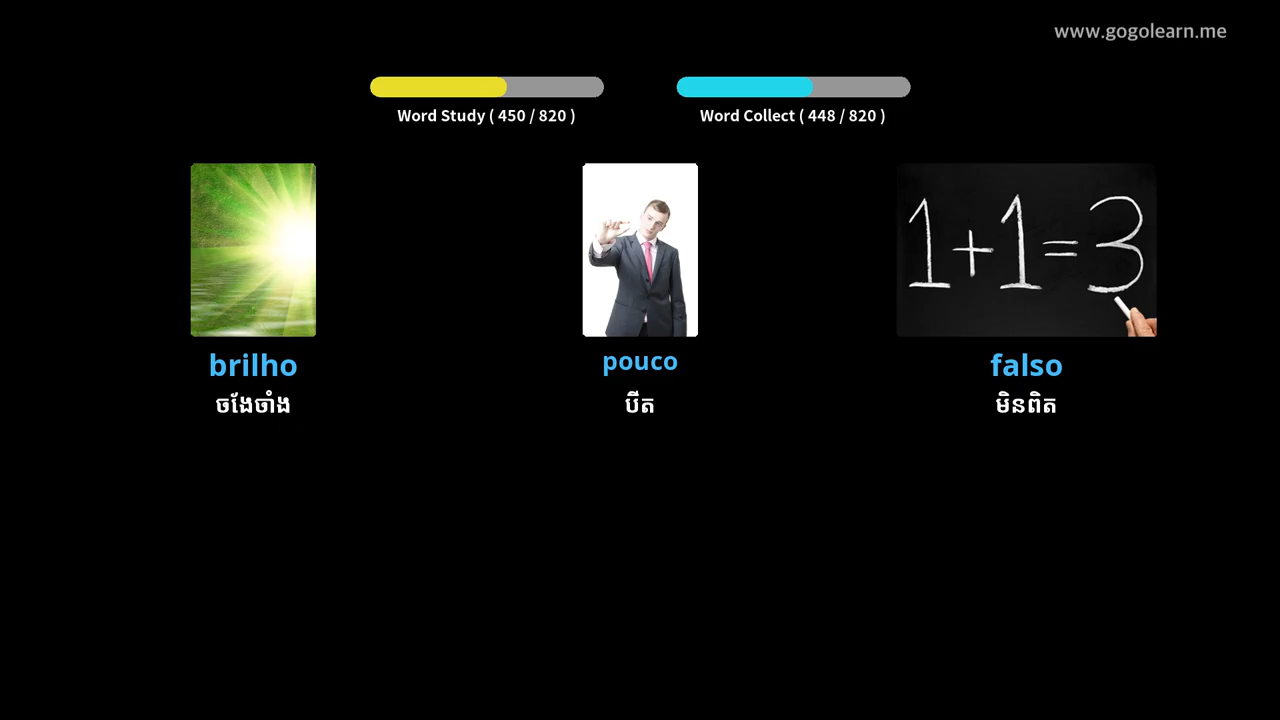 www.gogolearn.me
Word Study ( 450 / 820 )
Word Collect ( 448 / 820 )
1+1=3
brilho
pouco
falso
ចងែចាំង
បីត
មិនពិត